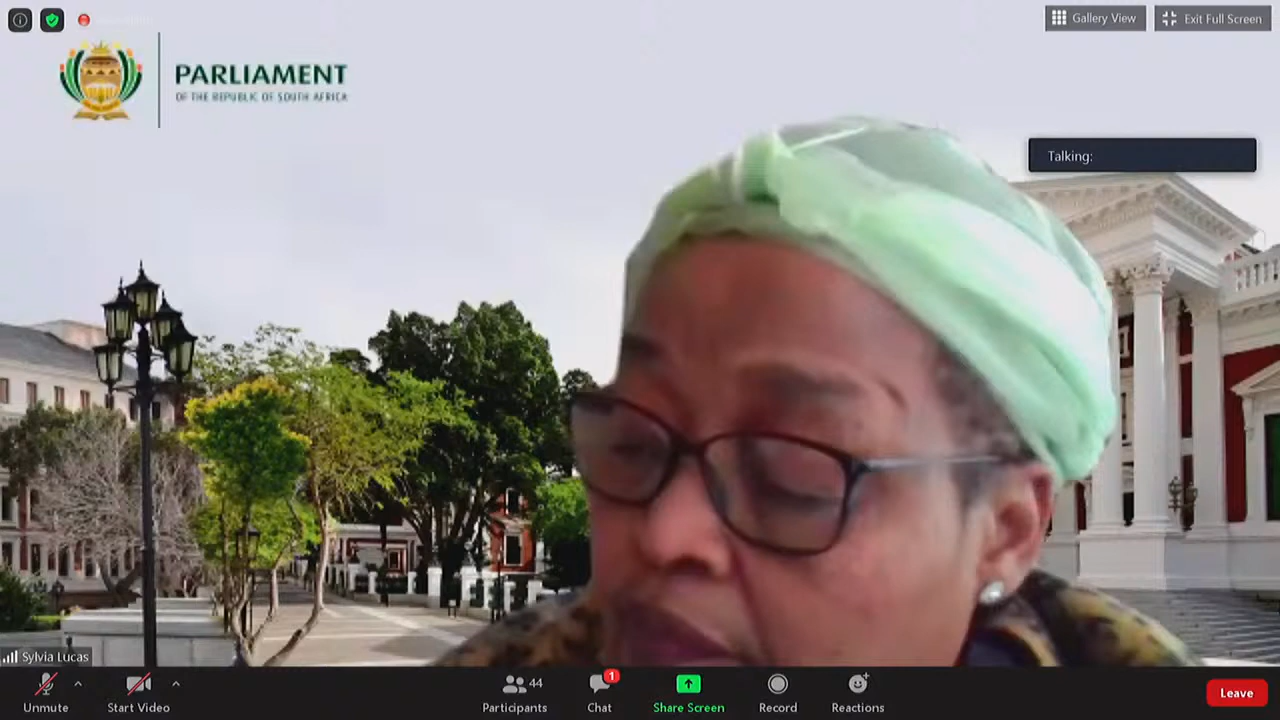 Gallery View
Exit Full Screen
PARLIAMENT
OF THE REPUBLIC OF SOUTH AFRICA
Talking:
Sylvia Lucas
Unmute
Start Video
44
Participants
1
Chat
Share Screen
Record
Reactions
Leave